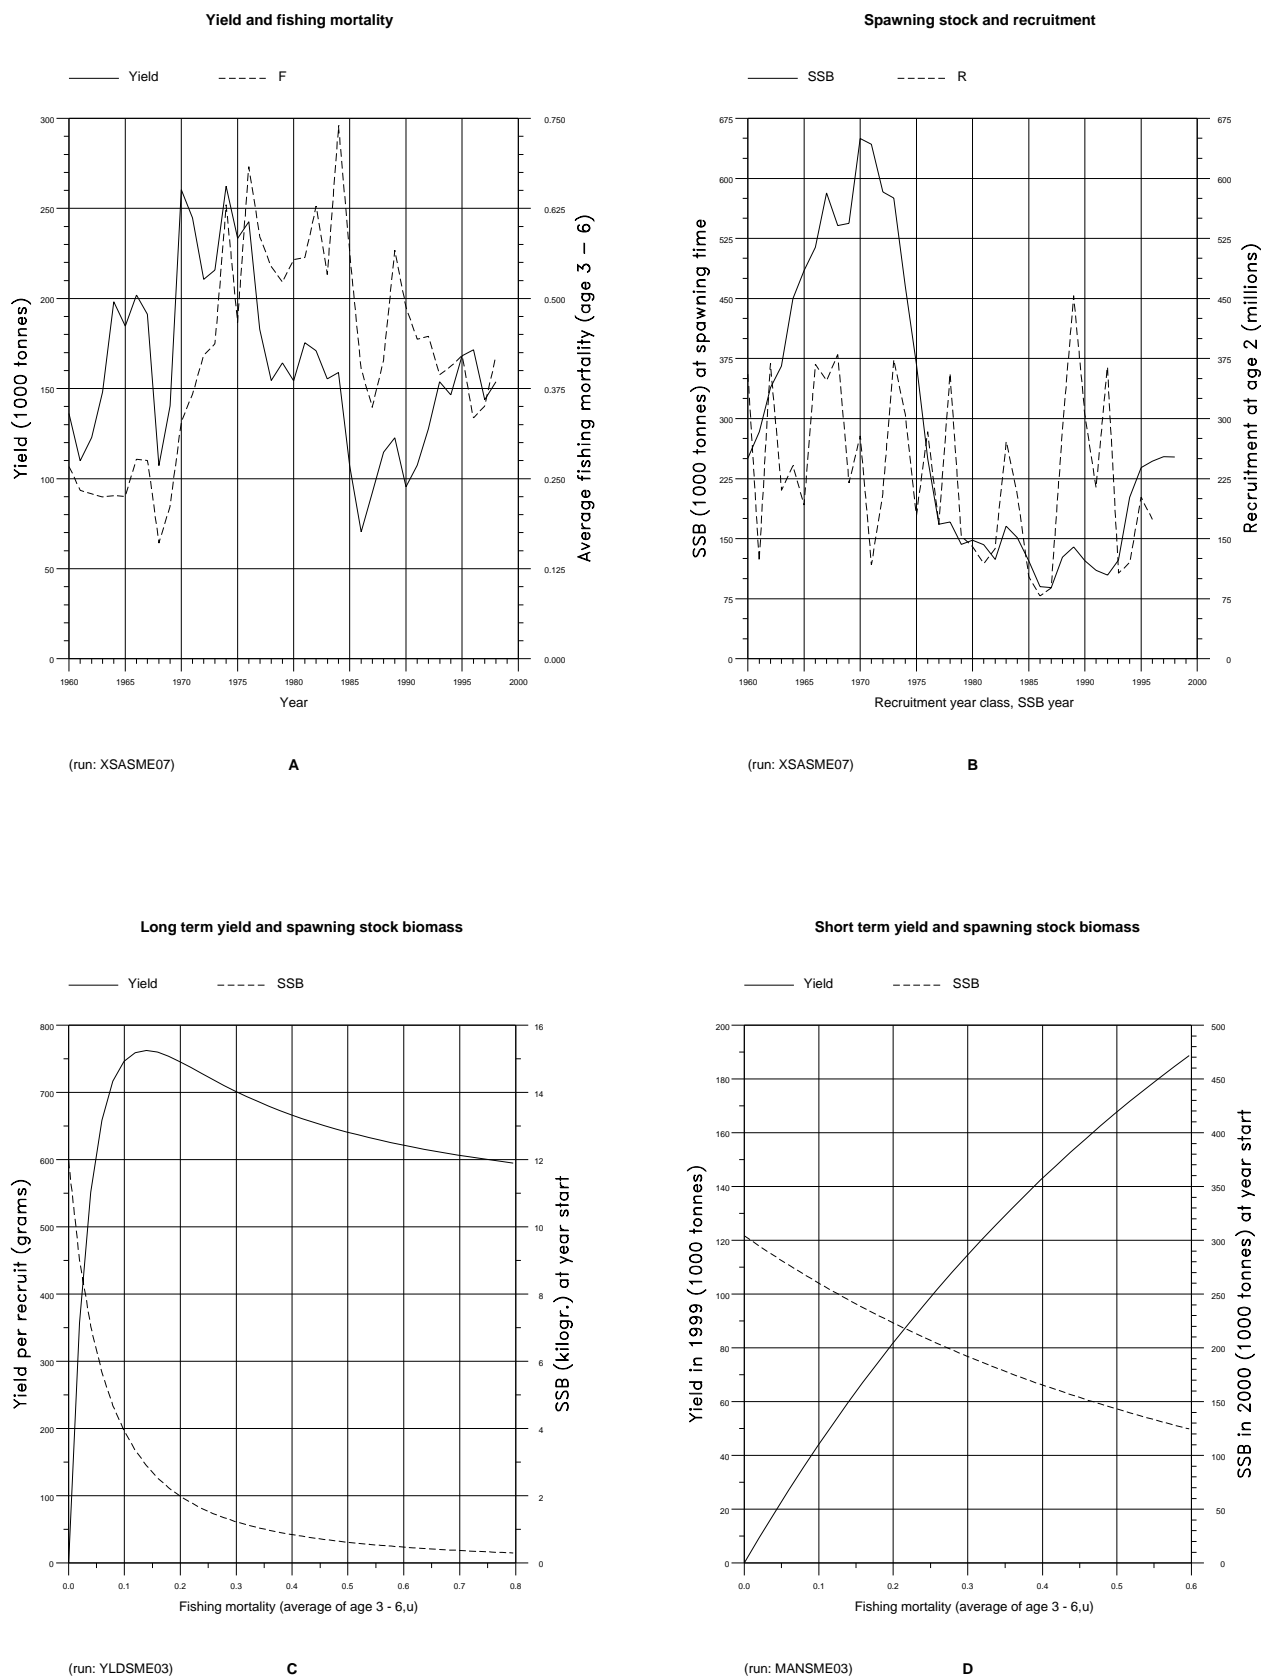 Yield and fishing mortality
Yield F
300 0.750
250 0.625
200 0.500
150 0.375
100 0.250
50 0.125
0 0.000
Yield (1000 tonnes)
Average fishing mortality (age 3 – 6)
1960 1965 1970 1975 1980 1985 1990 1995 2000
Year
(run: XSASME07) A
Spawning stock and recruitment
SSB R
675 675
600 600
525 525
450 450
375 375
300 300
225 225
150 150
75 75
0 0
SSB (1000 tonnes) at spawning time
Recruitment at age 2 (millions)
1960 1965 1970 1975 1980 1985 1990 1995 2000
Recruitment year class, SSB year
(run: XSASME07) B
Long term yield and spawning stock biomass
Yield SSB
800 16
700 14
600 12
500 10
400 8
300 6
200 4
100 2
0 0
Yield per recruit (grams)
SSB (kilogr.) at year start
0.0 0.1 0.2 0.3 0.4 0.5 0.6 0.7 0.8
Fishing mortality (average of age 3 - 6,u)
(run: YLDSME03) C
Short term yield and spawning stock biomass
Yield SSB
200 500
180 450
160 400
140 350
120 300
100 250
80 200
60 150
40 100
20 50
0 0
Yield in 1999 (1000 tonnes)
SSB in 2000 (1000 tonnes) at year start
0.0 0.1 0.2 0.3 0.4 0.5 0.6
Fishing mortality (average of age 3 - 6,u)
(run: MANSME03) D